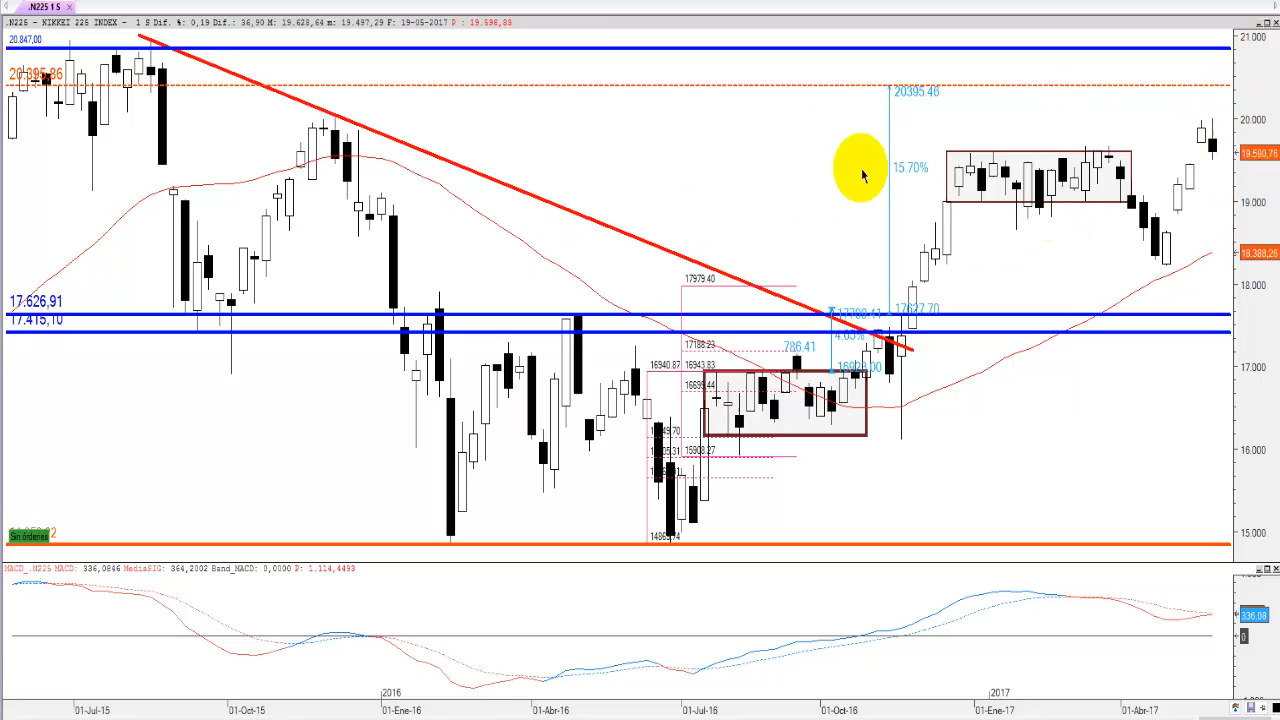 .N225 1 S
.N225 - NIKKEI 225 INDEX - 1 S Dif. %: 0,19 Dif.: 36,90 M: 19.628,64 m: 19.497,29 F: 19-05-2017 P : 19.596,83
20.847,00
21.000
20.395,86
20395.46
20.000
15.70%
19.590,76
19.000
18.388,26
17979.40
18.000
17.626,91
17627.70
17.415,10
4.65%
17188.23
786.41
16940.87
16943.83
17.000
16699.44
16.000
15908.27
Sin órdenes
15.000
MACD_.N225 MACD: 336,0846 MediaSIG: 364,2002 Band_MACD: 0,0000 P: 1.114,4493
336,08
0
2016
2017
01-Jul-15
01-Oct-15
01-Ene-16
01-Abr-16
01-Jul-16
01-Oct-16
01-Ene-17
01-Abr-17